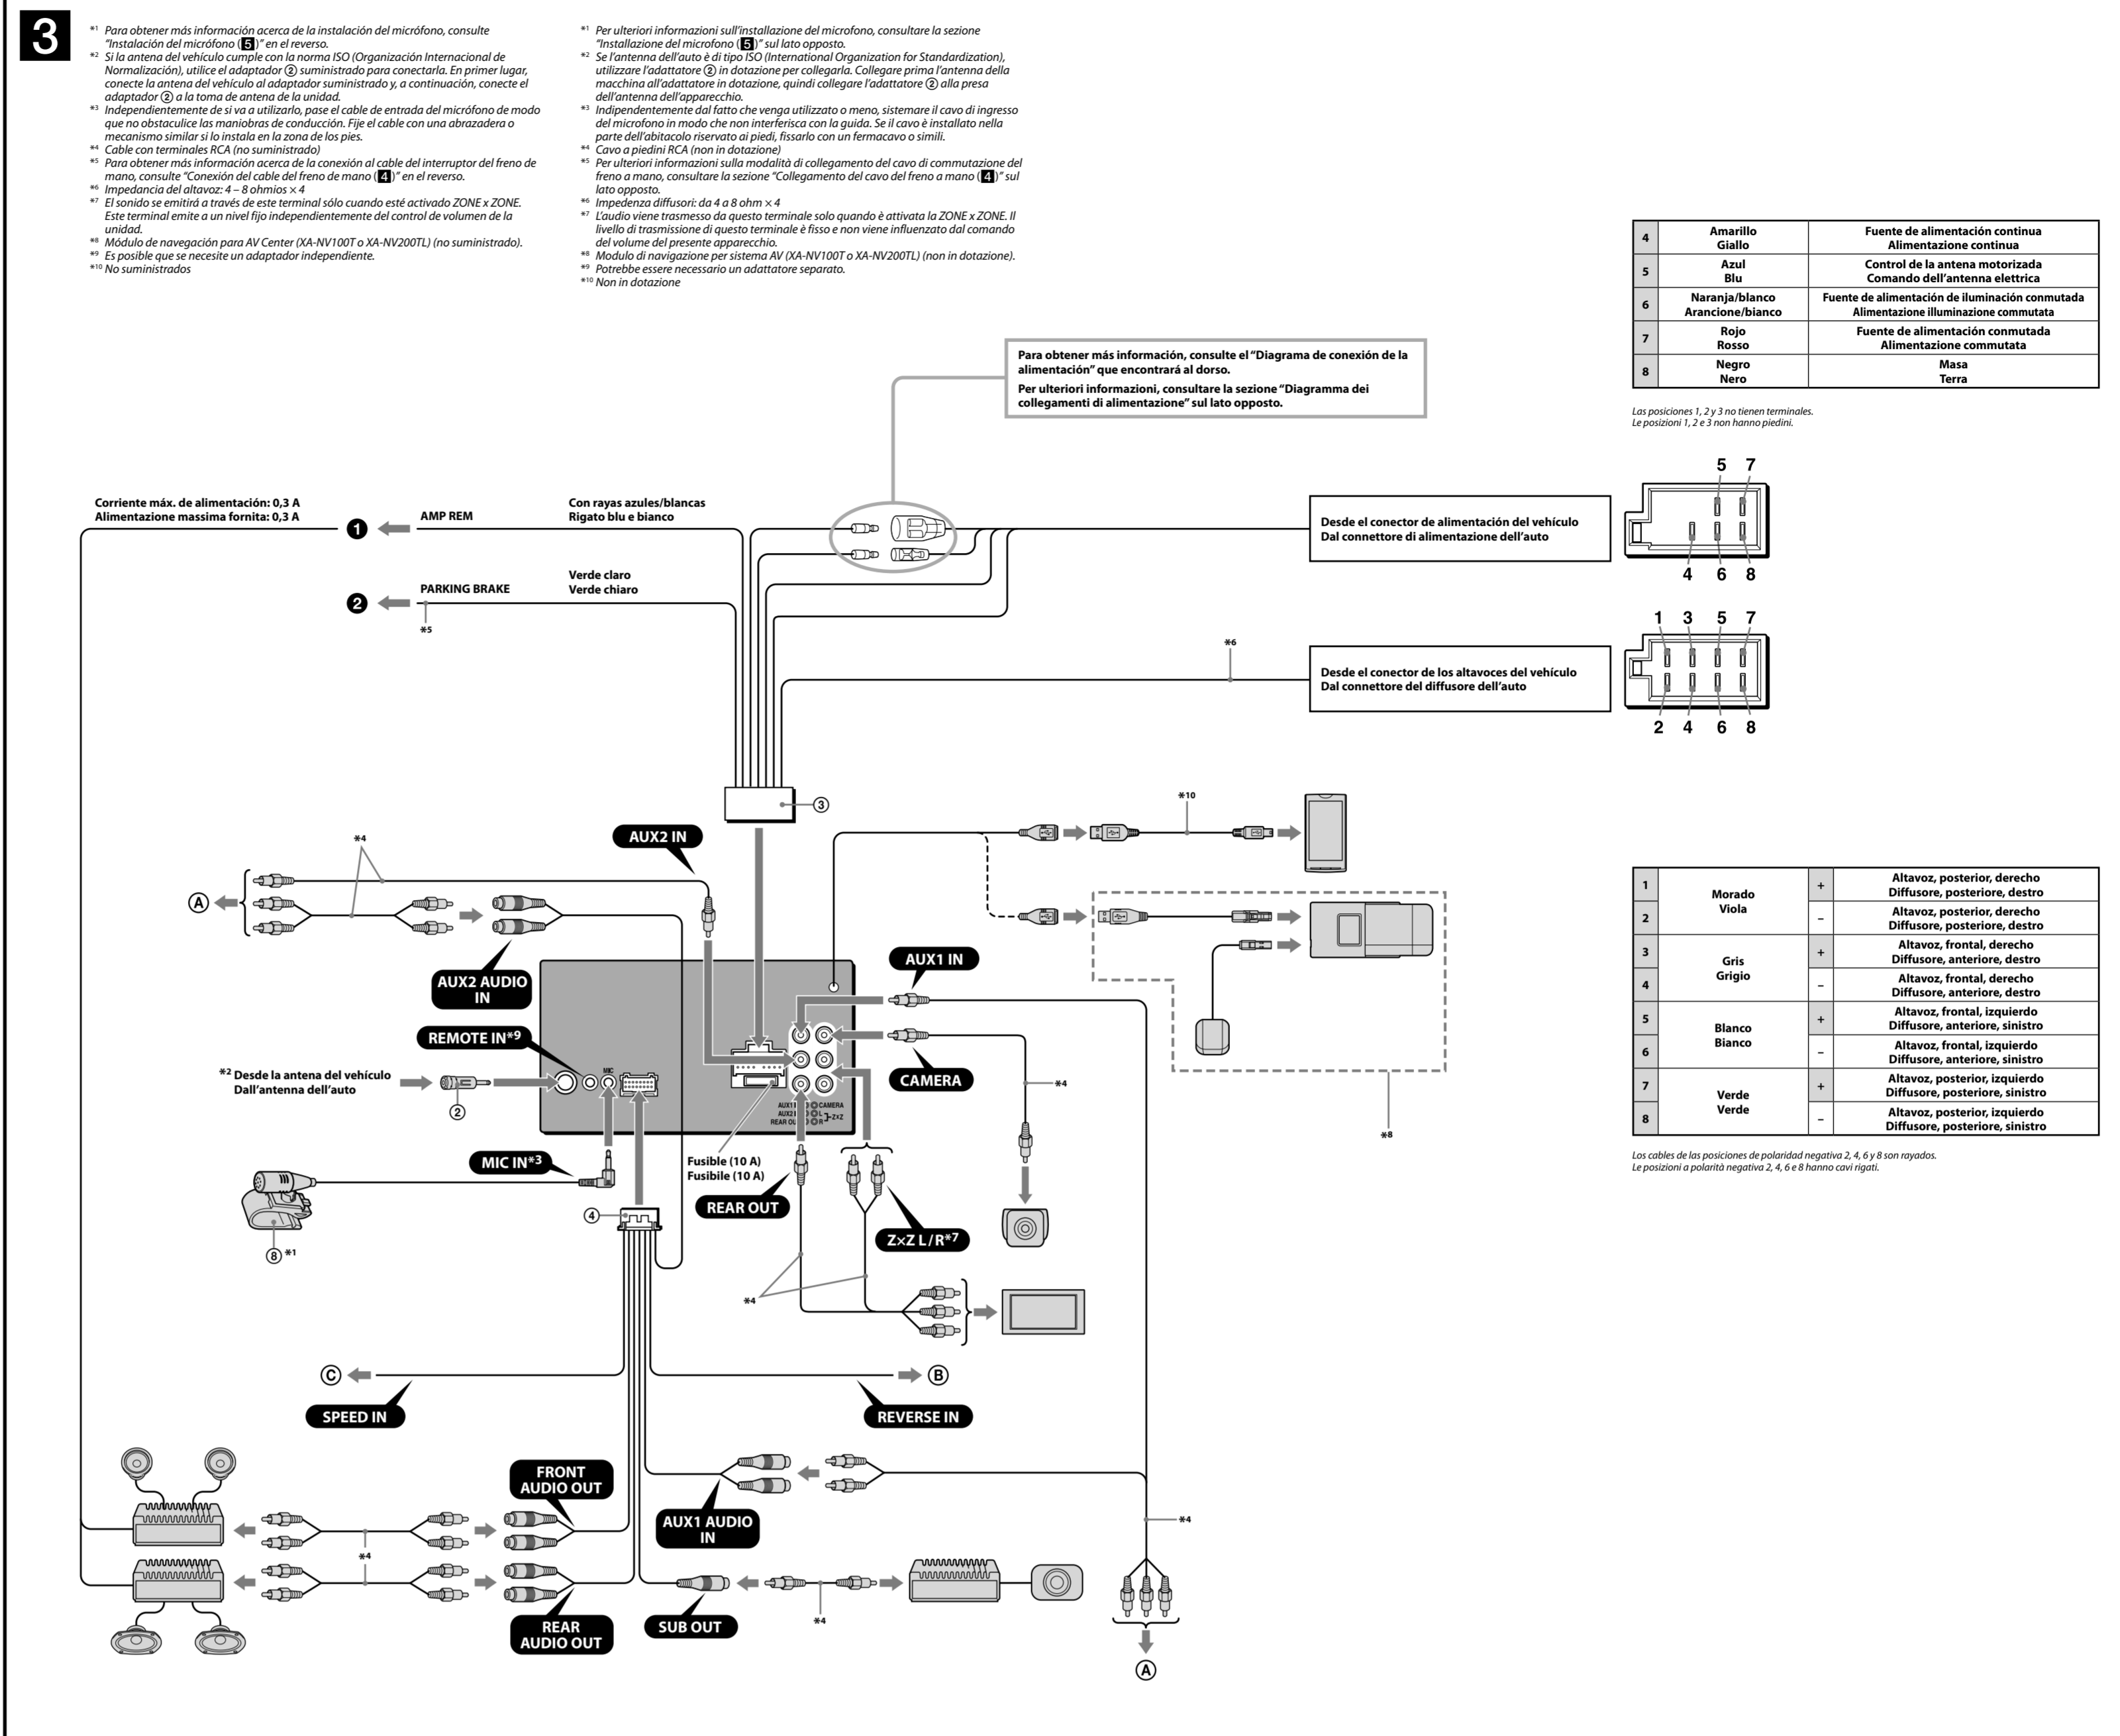 3
*1 Para obtener más información acerca de la instalación del micrófono, consulte
“Instalación del micrófono (5)” en el reverso.
*2 Si la antena del vehículo cumple con la norma ISO (Organización Internacional de
Normalización), utilice el adaptador ② suministrado para conectarla. En primer lugar,
conecte la antena del vehículo al adaptador suministrado y, a continuación, conecte el
adaptador ② a la toma de antena de la unidad.
*3 Independientemente de si va a utilizarlo, pase el cable de entrada del micrófono de modo
que no obstaculice las maniobras de conducción. Fije el cable con una abrazadera o
mecanismo similar si lo instala en la zona de los pies.
*4 Cable con terminales RCA (no suministrado)
*5 Para obtener más información acerca de la conexión al cable del interruptor del freno de
mano, consulte “Conexión del cable del freno de mano (4)” en el reverso.
*6 Impedancia del altavoz: 4 – 8 ohmios × 4
*7 El sonido se emitirá a través de este terminal sólo cuando esté activado ZONE x ZONE.
Este terminal emite a un nivel fijo independientemente del control de volumen de la
unidad.
*8 Módulo de navegación para AV Center (XA-NV100T o XA-NV200TL) (no suministrado).
*9 Es posible que se necesite un adaptador independiente.
*10 No suministrados
*1 Per ulteriori informazioni sull’installazione del microfono, consultare la sezione
“Installazione del microfono (5)” sul lato opposto.
*2 Se l’antenna dell’auto è di tipo ISO (International Organization for Standardization),
utilizzare l’adattatore ② in dotazione per collegarla. Collegare prima l’antenna della
macchina all’adattatore in dotazione, quindi collegare l’adattatore ② alla presa
dell’antenna dell’apparecchio.
*3 Indipendentemente dal fatto che venga utilizzato o meno, sistemare il cavo di ingresso
del microfono in modo che non interferisca con la guida. Se il cavo è installato nella
parte dell’abitacolo riservato ai piedi, fissarlo con un fermacavo o simili.
*4 Cavo a piedini RCA (non in dotazione)
*5 Per ulteriori informazioni sulla modalità di collegamento del cavo di commutazione del
freno a mano, consultare la sezione “Collegamento del cavo del freno a mano (4)” sul
lato opposto.
*6 Impedenza diffusori: da 4 a 8 ohm × 4
*7 L’audio viene trasmesso da questo terminale solo quando è attivata la ZONE x ZONE. Il
livello di trasmissione di questo terminale è fisso e non viene influenzato dal comando
del volume del presente apparecchio.
*8 Modulo di navigazione per sistema AV (XA-NV100T o XA-NV200TL) (non in dotazione).
*9 Potrebbe essere necessario un adattatore separato.
*10 Non in dotazione
4 Amarillo Fuente de alimentación continua
Giallo Alimentazione continua
5 Azul Control de la antena motorizada
Blu Comando dell’antenna elettrica
6 Naranja/blanco Fuente de alimentación de iluminación conmutada
Arancione/bianco Alimentazione illuminazione commutata
7 Rojo Fuente de alimentación conmutada
Rosso Alimentazione commutata
8 Negro Masa
Nero Terra
Las posiciones 1, 2 y 3 no tienen terminales.
Le posizioni 1, 2 e 3 non hanno piedini.
Para obtener más información, consulte el “Diagrama de conexión de la
alimentación” que encontrará al dorso.
Per ulteriori informazioni, consultare la sezione “Diagramma dei
collegamenti di alimentazione” sul lato opposto.
Corriente máx. de alimentación: 0,3 A
Alimentazione massima fornita: 0,3 A
1
AMP REM
Con rayas azules/blancas
Rigato blu e bianco
2
PARKING BRAKE
Verde claro
Verde chiaro
*5
Desde el conector de alimentación del vehículo
Dal connettore di alimentazione dell’auto
5 7
4 6 8
*6
Desde el conector de los altavoces del vehículo
Dal connettore del diffusore dell’auto
1 3 5 7
2 4 6 8
③
*10
*4
AUX2 IN
Ⓐ
AUX2 AUDIO
IN
AUX1 IN
REMOTE IN*9
CAMERA
*4
*2 Desde la antena del vehículo
Dall’antenna dell’auto
②
MIC
AUX1 CAMERA
AUX2 L
REAR OU R Z×Z
*8
MIC IN*3
Fusible (10 A)
Fusibile (10 A)
REAR OUT
Z×Z L/R*7
④
⑧ *1
*4
Ⓒ
Ⓑ
SPEED IN
REVERSE IN
FRONT
AUDIO OUT
AUX1 AUDIO
IN
*4
*4
REAR
AUDIO OUT
SUB OUT
*4
Ⓐ
1 Morado
Viola + Altavoz, posterior, derecho
Diffusore, posteriore, destro
2 – Altavoz, posterior, derecho
Diffusore, posteriore, destro
3 Gris
Grigio + Altavoz, frontal, derecho
Diffusore, anteriore, destro
4 – Altavoz, frontal, derecho
Diffusore, anteriore, destro
5 Blanco
Bianco + Altavoz, frontal, izquierdo
Diffusore, anteriore, sinistro
6 – Altavoz, frontal, izquierdo
Diffusore, anteriore, sinistro
7 Verde
Verde + Altavoz, posterior, izquierdo
Diffusore, posteriore, sinistro
8 – Altavoz, posterior, izquierdo
Diffusore, posteriore, sinistro
Los cables de las posiciones de polaridad negativa 2, 4, 6 y 8 son rayados.
Le posizioni a polarità negativa 2, 4, 6 e 8 hanno cavi rigati.